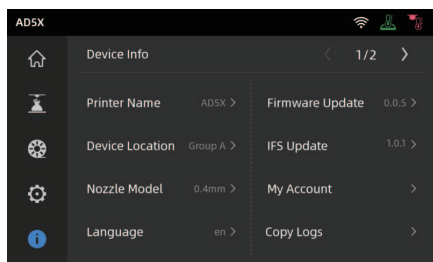 AD5X
Device Info
1/2
Printer Name AD5X
Firmware Update 0.0.5
Device Location Group A
IFS Update 1.0.1
Nozzle Model 0.4mm
My Account
Language en
Copy Logs